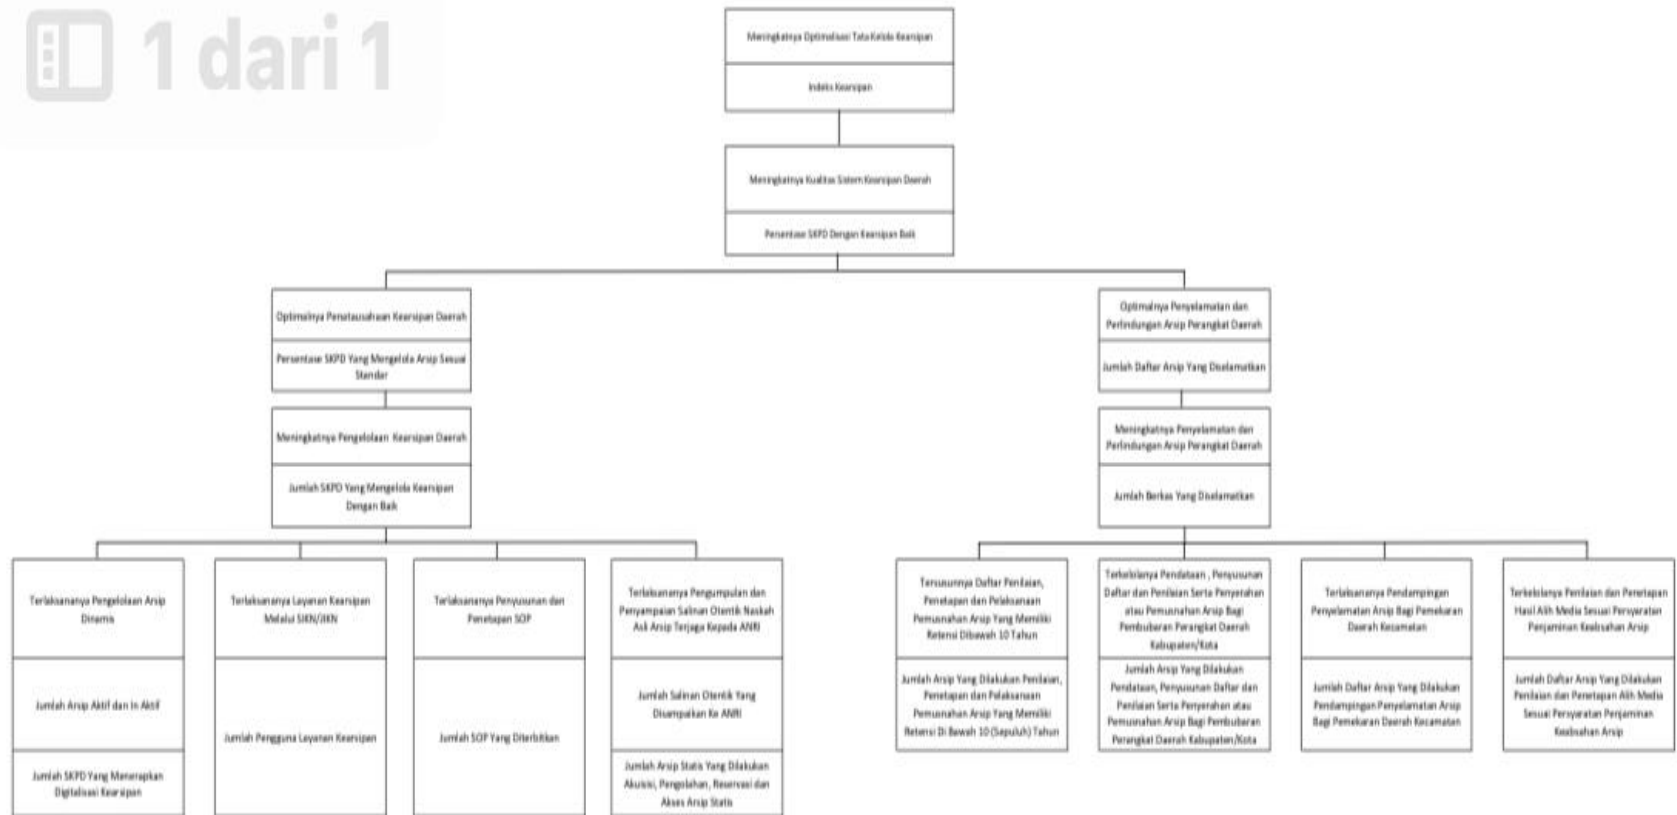 1 dari 1
Meningkatnya Optimalisasi Tata Kelola Kearsipan
Indeks Kearsipan
Meningkatnya Kualitas Sistem Kearsipan Daerah
Persentase SKPD Dengan Kearsipan Baik
Optimalnya Penatausahaan Kearsipan Daerah
Persentase SKPD Yang Mengelola Arsip Sesuai
Standar
Meningkatnya Pengelolaan Kearsipan Daerah
Jumlah SKPD Yang Mengelola Kearsipan
Dengan Baik
Optimalnya Penyelamatan dan
Perlindungan Arsip Perangkat Daerah
Jumlah Daftar Arsip Yang Diselamatkan
Meningkatnya Penyelamatan dan
Perlindungan Arsip Perangkat Daerah
Jumlah Berkas Yang Diselamatkan
Terlaksananya Pengelolaan Arsip
Dinamis
Jumlah Arsip Aktif dan In Aktif
Jumlah SKPD Yang Menerapkan
Digitalisasi Kearsipan
Terlaksananya Layanan Kearsipan
Melalui SIKN/JIKN
Jumlah Pengguna Layanan Kearsipan
Terlaksananya Penyusunan dan
Penetapan SOP
Jumlah SOP Yang Diterbitkan
Terlaksananya Pengumpulan dan
Penyampaian Salinan Otentik Naskah
Asli Arsip Terjaga Kepada ANRI
Jumlah Salinan Otentik Yang
Disampaikan Ke ANRI
Jumlah Arsip Statis Yang Dilakukan
Akuisisi, Pengolahan, Reservasi dan
Akses Arsip Statis
Tersusunnya Daftar Penilaian,
Penetapan dan Pelaksanaan
Pemusnahan Arsip Yang Memiliki
Retensi Dibawah 10 Tahun
Jumlah Arsip Yang Dilakukan Penilaian,
Penetapan dan Pelaksanaan
Pemusnahan Arsip Yang Memiliki
Retensi Di Bawah 10 (Sepuluh) Tahun
Terkelolanya Pendataan , Penyusunan
Daftar dan Penilaian Serta Penyerahan
atau Pemusnahan Arsip Bagi
Pembubaran Perangkat Daerah
Kabupaten/Kota
Jumlah Arsip Yang Dilakukan
Pendataan, Penyusunan Daftar dan
Penilaian Serta Penyerahan atau
Pemusnahan Arsip Bagi Pembubaran
Perangkat Daerah Kabupaten/Kota
Terlaksananya Pendampingan
Penyelamatan Arsip Bagi Pemekaran
Daerah Kecamatan
Jumlah Daftar Arsip Yang Dilakukan
Pendampingan Penyelamatan Arsip
Bagi Pemekaran Daerah Kecamatan
Terkelolanya Penilaian dan Penetapan
Hasil Alih Media Sesuai Persyaratan
Penjaminan Keabsahan Arsip
Jumlah Daftar Arsip Yang Dilakukan
Penilaian dan Penetapan Alih Media
Sesuai Persyaratan Penjaminan
Keabsahan Arsip